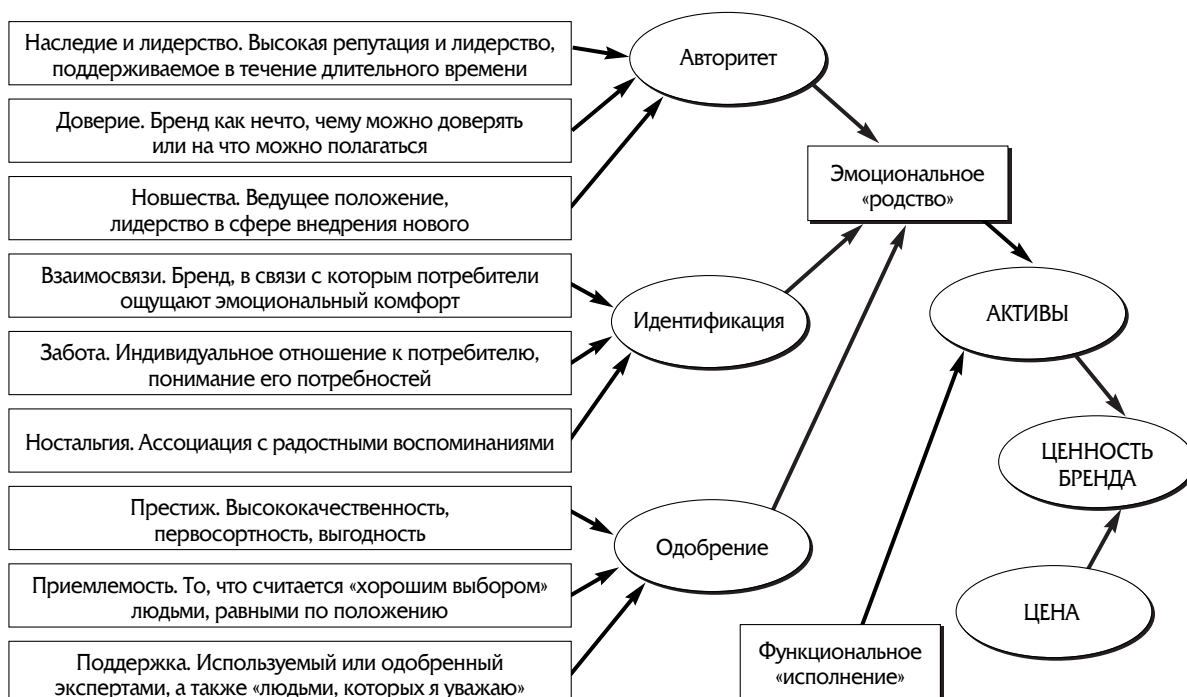 Наследие и лидерство. Высокая репутация и лидерство,
поддерживаемое в течение длительного времени
Доверие. Бренд как нечто, чему можно доверять
или на что можно полагаться
Новшества. Ведущее положение,
лидерство в сфере внедрения нового
Взаимосвязи. Бренд, в связи с которым потребители
ощущают эмоциональный комфорт
Забота. Индивидуальное отношение к потребителю,
понимание его потребностей
Ностальгия. Ассоциация с радостными воспоминаниями
Престиж. Высококачественность,
первосортность, выгодность
Приемлемость. То, что считается «хорошим выбором»
людьми, равными по положению
Поддержка. Используемый или одобренный
экспертами, а также «людьми, которых я уважаю»
Авторитет
Идентификация
Одобрение
Эмоциональное
«родство»
Функциональное
«исполнение»
АКТИВЫ
ЦЕННОСТЬ
БРЕНДА
ЦЕНА